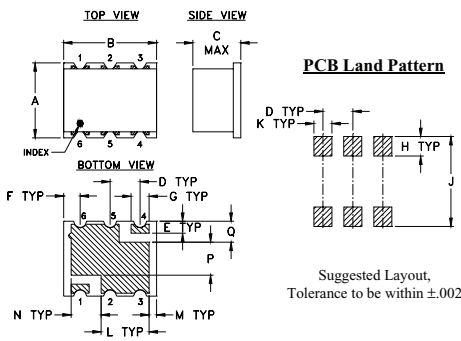 TOP VIEW
SIDE VIEW
B
C
MAX
1 2 3
A
6 5 4
INDEX
PCB Land Pattern
D TYP
K TYP
H TYP
J
BOTTOM VIEW
D TYP
F TYP
G TYP
6 5 4
E TYP
Q
P
1 2 3
N TYP
M TYP
L TYP
Suggested Layout,
Tolerance to be within ±.002